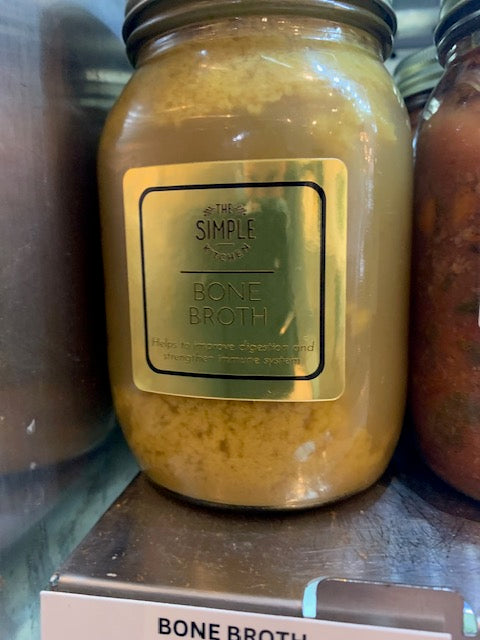 THE
SIMPLE
KITCHEN
BONE
BROTH
Helps to improve digestion and
strengthen immune system
BONE BROTH